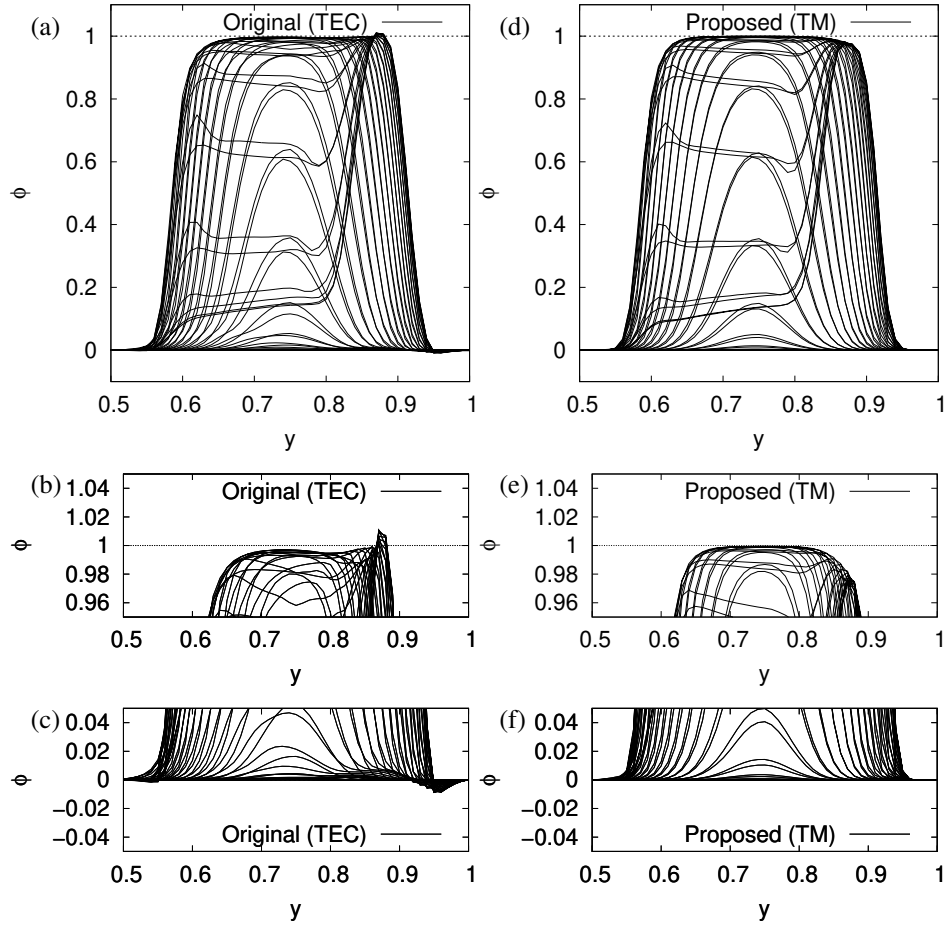 (a)
Original (TEC)
1
0.8
0.6
ϕ
0.4
0.2
0
0.5 0.6 0.7 0.8 0.9 1
y
(d)
Proposed (TM)
1
0.8
0.6
ϕ
0.4
0.2
0
0.5 0.6 0.7 0.8 0.9 1
y
(b)
Original (TEC)
1.04
1.02
ϕ
1
0.98
0.96
0.5 0.6 0.7 0.8 0.9 1
y
(e)
Proposed (TM)
1.04
1.02
ϕ
1
0.98
0.96
0.5 0.6 0.7 0.8 0.9 1
y
(c)
0.04
0.02
ϕ
0
−0.02
−0.04
Original (TEC)
0.5 0.6 0.7 0.8 0.9 1
y
(f)
0.04
0.02
ϕ
0
−0.02
−0.04
Proposed (TM)
0.5 0.6 0.7 0.8 0.9 1
y